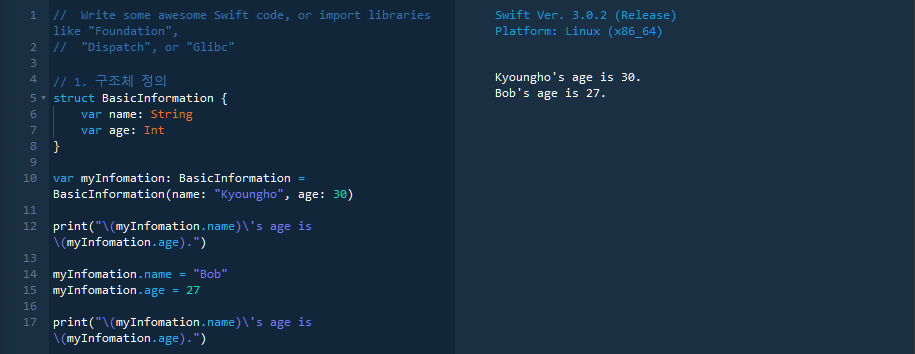 1 //  Write some awesome Swift code, or import libraries
like "Foundation",
2 //  "Dispatch", or "Glibc"
3
4 // 1. 구조체 정의
5 struct BasicInformation {
6     var name: String
7     var age: Int
8 }
9
10 var myInfomation: BasicInformation =
BasicInformation(name: "Kyoungho", age: 30)
11
12 print("\(myInfomation.name)\'s age is
\(myInfomation.age).")
13
14 myInfomation.name = "Bob"
15 myInfomation.age = 27
16
17 print("\(myInfomation.name)\'s age is
\(myInfomation.age).")
Swift Ver. 3.0.2 (Release)
Platform: Linux (x86_64)
Kyoungho's age is 30.
Bob's age is 27.